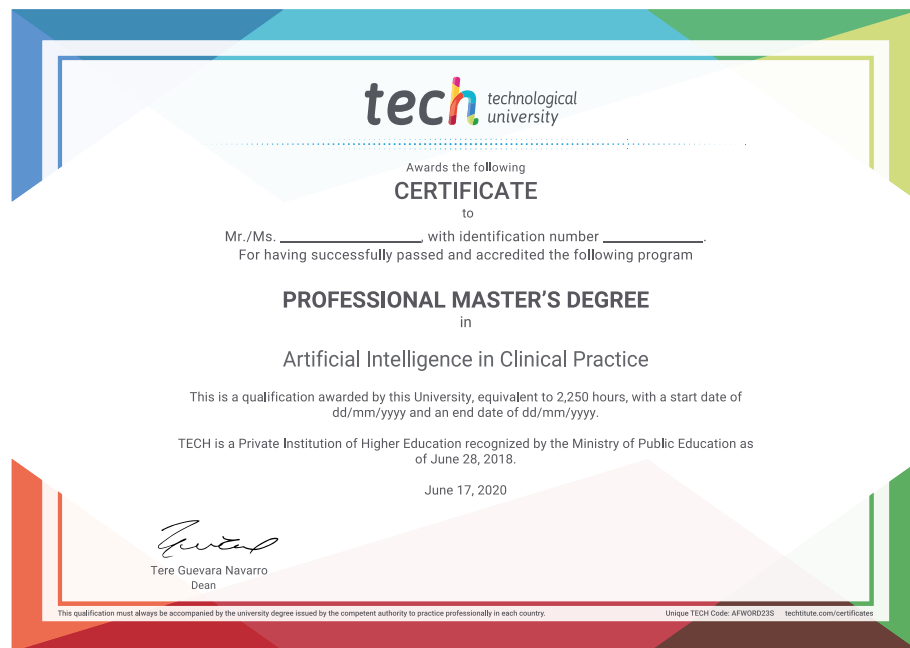 tech technological
university
Awards the following
CERTIFICATE
to
Mr./Ms. ____________________, with identification number ______________.
For having successfully passed and accredited the following program
PROFESSIONAL MASTER'S DEGREE
in
Artificial Intelligence in Clinical Practice
This is a qualification awarded by this University, equivalent to 2,250 hours, with a start date of
dd/mm/yyyy and an end date of dd/mm/yyyy.
TECH is a Private Institution of Higher Education recognized by the Ministry of Public Education as
of June 28, 2018.
June 17, 2020
Tere Guevara Navarro
Dean
This qualification must always be accompanied by the university degree issued by the competent authority to practice professionally in each country. Unique TECH Code: AFWORD23S techtitute.com/certificates